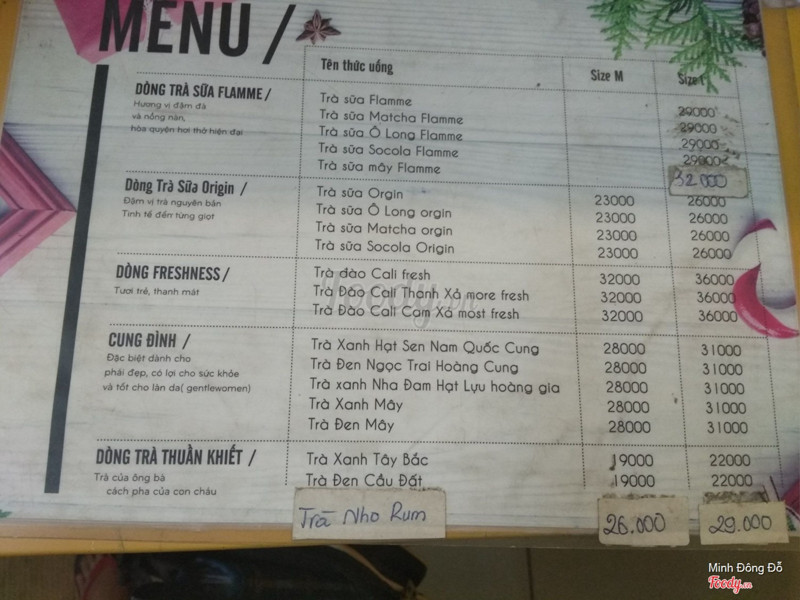 MENU /
Tên thức uống Size M Size L
DÒNG TRÀ SỮA FLAMME /
Hương vị đậm đà
và nồng nàn,
hòa quyện hơi thở hiện đại
Trà sữa Flamme 29000
Trà sữa Matcha Flamme 29000
Trà sữa Ô Long Flamme 29000
Trà sữa Socola Flamme 29000
Trà sữa mây Flamme 32000
Dòng Trà Sữa Origin /
Đậm vị trà nguyên bản
Tinh tế đến từng giọt
Trà sữa Orgin 23000 26000
Trà sữa Ô Long orgin 23000 26000
Trà sữa Matcha orgin 23000 26000
Trà sữa Socola Origin 23000 26000
DÒNG FRESHNESS /
Tươi trẻ, thanh mát
Trà đào Cali fresh 32000 36000
Trà Đào Cali Thanh Xả more fresh 32000 36000
Trà Đào Cali Cam Xả most fresh 32000 36000
CUNG ĐÌNH /
Đặc biệt dành cho
phái đẹp, có lợi cho sức khỏe
và tốt cho làn da( gentlewomen)
Trà Xanh Hạt Sen Nam Quốc Cung 28000 31000
Trà Đen Ngọc Trai Hoàng Cung 28000 31000
Trà xanh Nha Đam Hạt Lựu hoàng gia 28000 31000
Trà Xanh Mây 28000 31000
Trà Đen Mây 28000 31000
DÒNG TRÀ THUẦN KHIẾT /
Trà của ông bà
cách pha của con cháu
Trà Xanh Tây Bắc 19000 22000
Trà Đen Cầu Đất 19000 22000
Trà Nho Rum 26.000 29.000
Foody.vn
Minh Đông Đỗ
Foody.vn